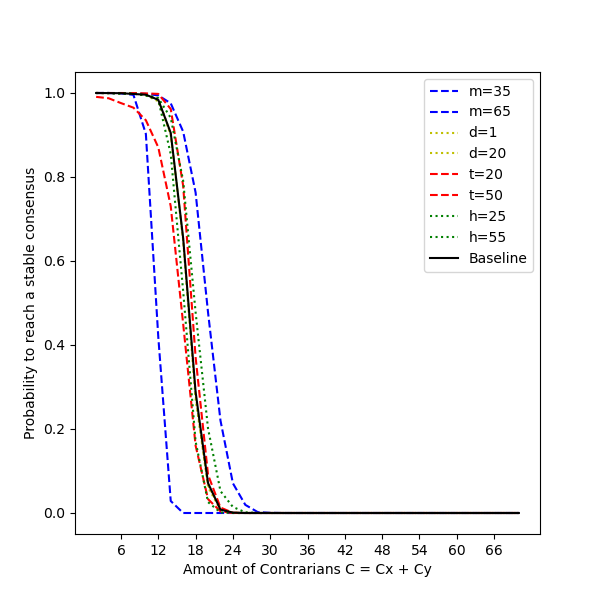 1.0
0.8
0.6
0.4
0.2
0.0
Probability to reach a stable consensus
m=35
m=65
d=1
d=20
t=20
t=50
h=25
h=55
Baseline
6 12 18 24 30 36 42 48 54 60 66
Amount of Contrarians C = Cx + Cy